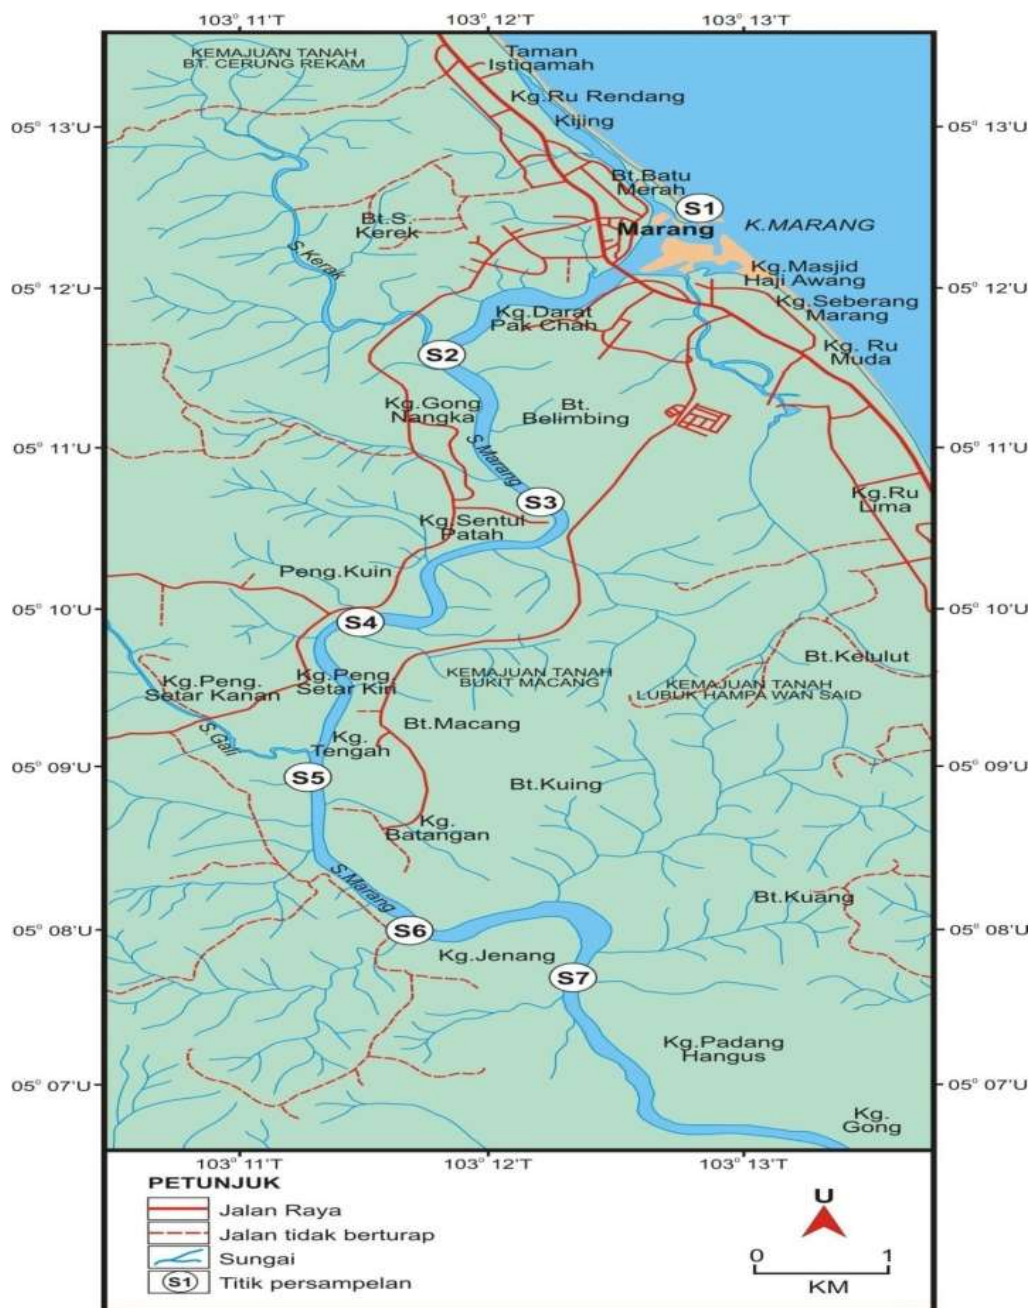 103° 11'T
103° 12'T
103° 13'T
KEMAJUAN TANAH
BT. CERUNG REKAM
Taman
Istiqamah
Kg.Ru Rendang
Kijing
05° 13'U
05° 13'U
Bt.Batu
Merah
S1
Marang
K.MARANG
Bt.S.
Kerek
S.Kerak
Kg.Masjid
Haji Awang
05° 12'U
05° 12'U
Kg.Seberang
Marang
Kg.Darat
Pak Chah
S2
Kg. Ru
Muda
Kg.Gong
Nangka
Bt.
Belimbing
05° 11'U
05° 11'U
S.Marang
S3
Kg.Ru
Lima
Kg.Sentul
Patah
Peng.Kuin
05° 10'U
05° 10'U
S4
Bt.Kelulut
Kg.Peng.
Setar Kanan
Kg.Peng.
Setar Kiri
KEMAJUAN TANAH
BUKIT MACANG
KEMAJUAN TANAH
LUBUK HAMPA WAN SAID
Bt.Macang
S.Gali
Kg.
Tengah
05° 09'U
05° 09'U
S5
Bt.Kuing
Kg.
Batangan
S.Marang
Bt.Kuang
05° 08'U
05° 08'U
S6
Kg.Jenang
S7
Kg.Padang
Hangus
05° 07'U
05° 07'U
Kg.
Gong
103° 11'T
103° 12'T
103° 13'T
PETUNJUK
Jalan Raya
Jalan tidak berturap
Sungai
S1 Titik persampelan
U
0 1
KM